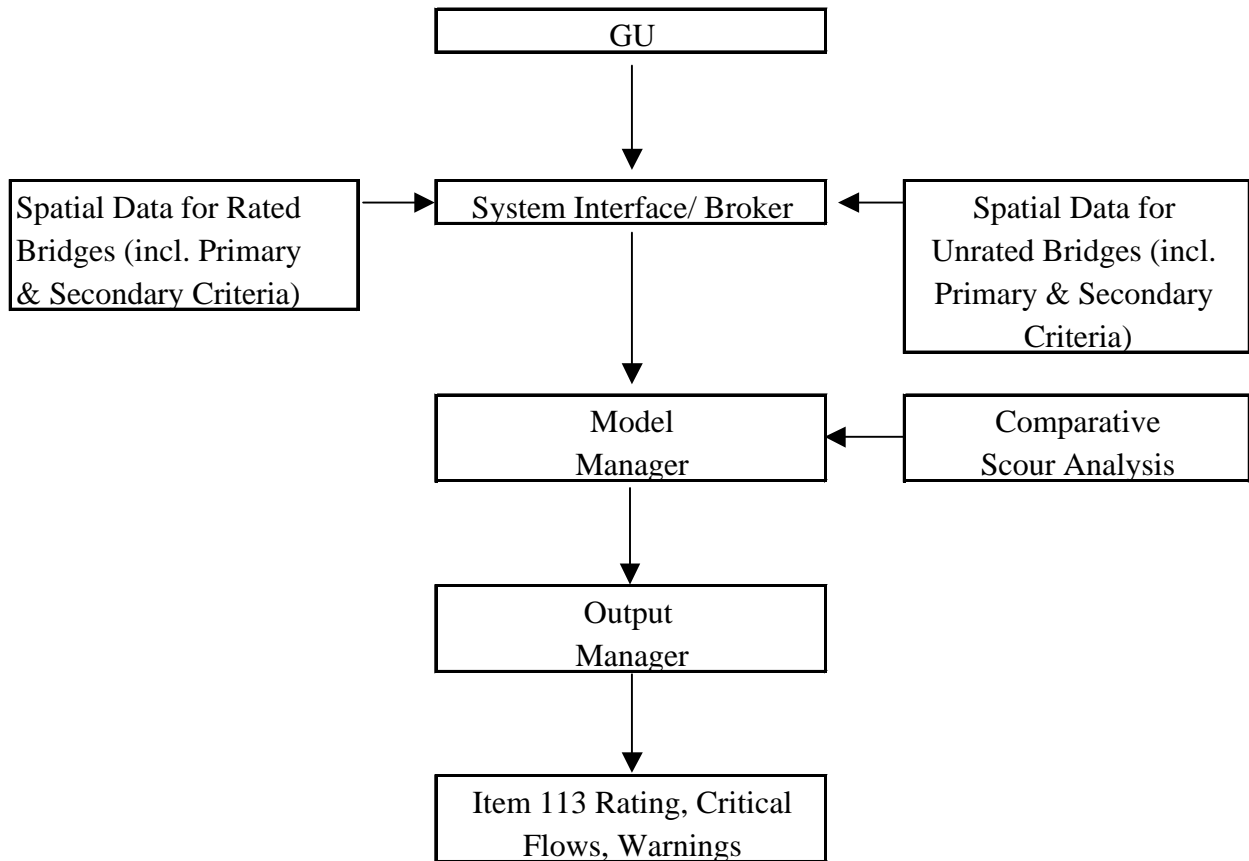 GU
Spatial Data for Rated
Bridges (incl. Primary
& Secondary Criteria)
System Interface/ Broker
Spatial Data for
Unrated Bridges (incl.
Primary & Secondary
Criteria)
Model
Manager
Comparative
Scour Analysis
Output
Manager
Item 113 Rating, Critical
Flows, Warnings